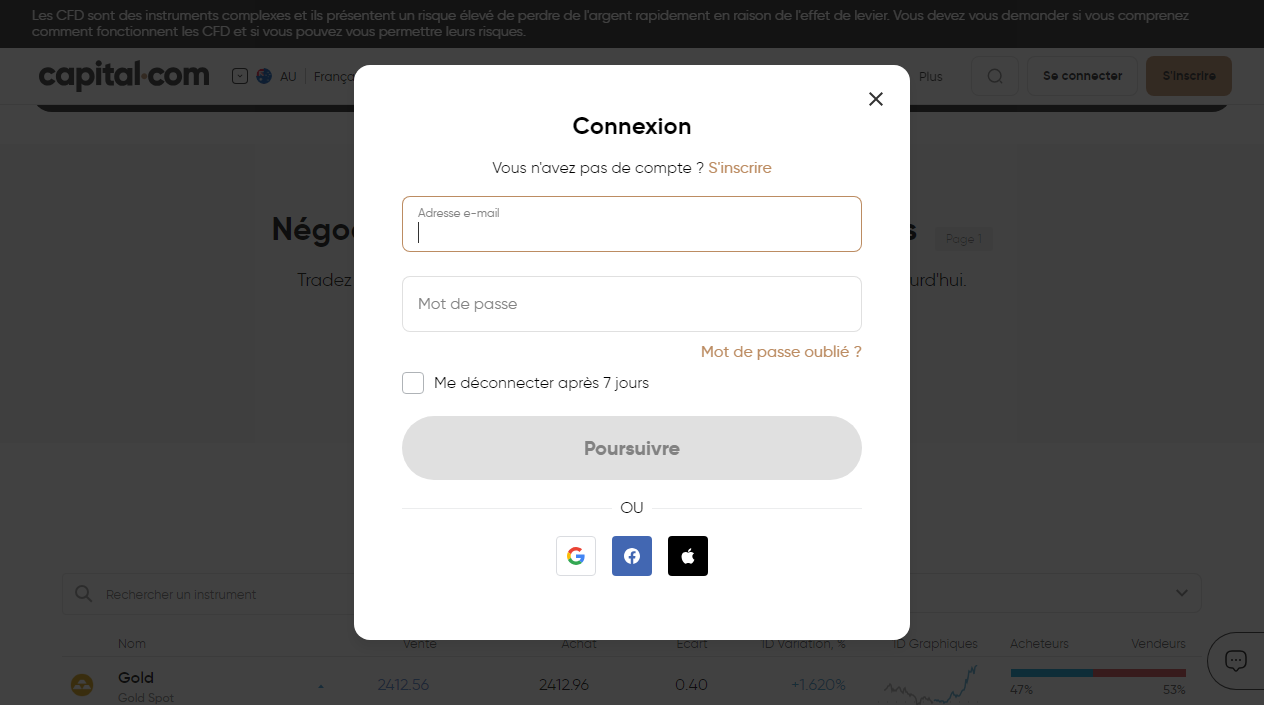 Les CFD sont des instruments complexes et ils présentent un risque élevé de perdre de l'argent rapidement en raison de l'effet de levier. Vous devez vous demander si vous comprenez
comment fonctionnent les CFD et si vous pouvez vous permettre leurs risques.
capital.com AU França Plus Se connecter S'inscrire
Connexion
Vous n'avez pas de compte ? S'inscrire
Adresse e-mail
Négo s Page 1
Tradez urd'hui.
Mot de passe
Mot de passe oublié ?
Me déconnecter après 7 jours
Poursuivre
OU
Rechercher un instrument
Nom Vente Achat Écart 1D Variation, % 1D Graphiques Acheteurs Vendeurs
Gold 2412.56 2412.96 0.40 +1.620% 47% 53%
Gold Spot